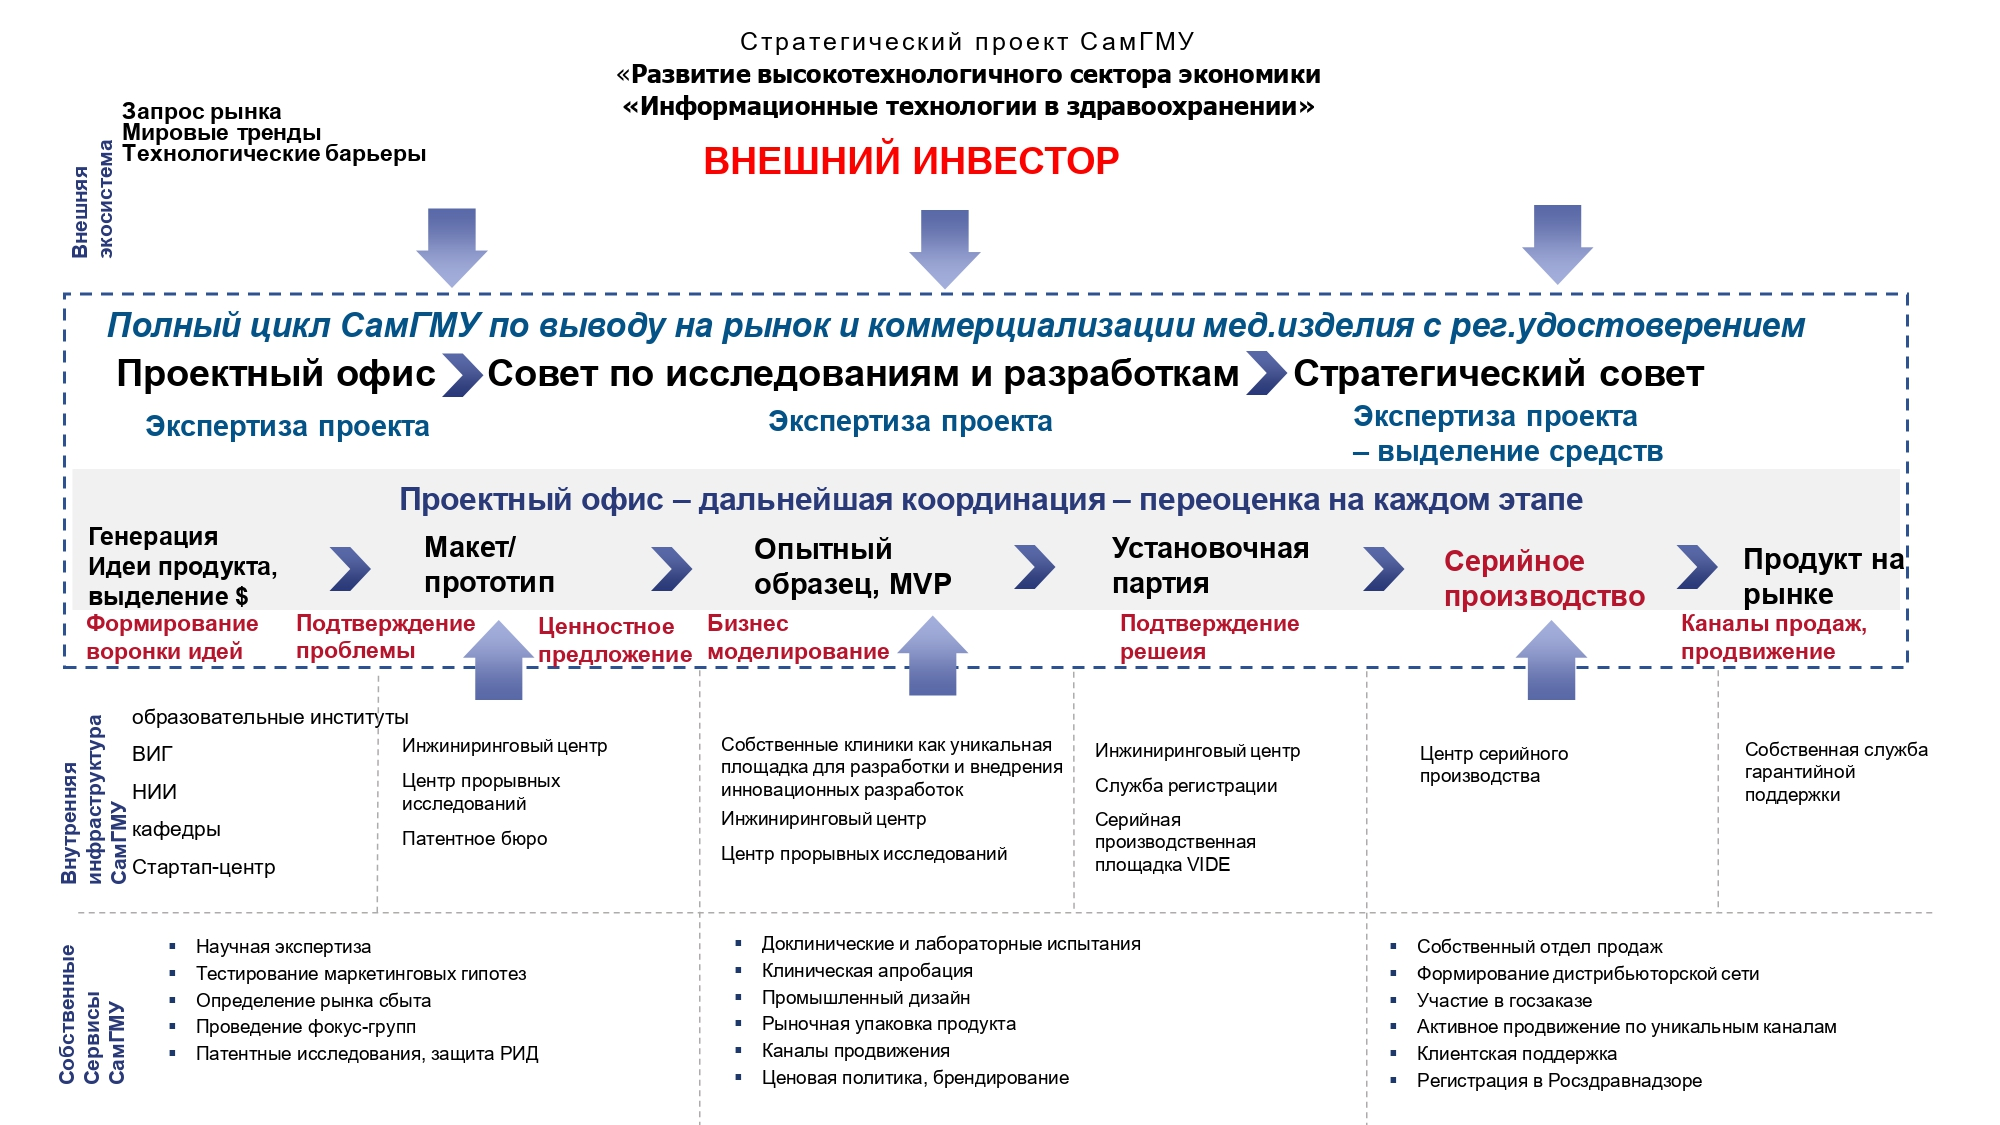 Стратегический проект СамГМУ
«Развитие высокотехнологичного сектора экономики
«Информационные технологии в здравоохранении»
Запрос рынка
Мировые тренды
Технологические барьеры
ВНЕШНИЙ ИНВЕСТОР
Внешняя
экосистема
Полный цикл СамГМУ по выводу на рынок и коммерциализации мед.изделия с рег.удостоверением
Проектный офис
Совет по исследованиям и разработкам
Стратегический совет
Экспертиза проекта
Экспертиза проекта
Экспертиза проекта
– выделение средств
Проектный офис – дальнейшая координация – переоценка на каждом этапе
Генерация
Идеи продукта,
выделение $
Макет/
прототип
Опытный
образец, MVP
Установочная
партия
Серийное
производство
Продукт на
рынке
Формирование
воронки идей
Подтверждение
проблемы
Ценностное
предложение
Бизнес
моделирование
Подтверждение
решеия
Каналы продаж,
продвижение
Внутренняя
инфраструктура
СамГМУ
образовательные институты
ВИГ
НИИ
кафедры
Стартап-центр
Инжиниринговый центр
Центр прорывных
исследований
Патентное бюро
Собственные клиники как уникальная
площадка для разработки и внедрения
инновационных разработок
Инжиниринговый центр
Центр прорывных исследований
Инжиниринговый центр
Служба регистрации
Серийная
производственная
площадка VIDE
Центр серийного
производства
Собственная служба
гарантийной
поддержки
Собственные
Сервисы
СамГМУ
▪ Научная экспертиза
▪ Тестирование маркетинговых гипотез
▪ Определение рынка сбыта
▪ Проведение фокус-групп
▪ Патентные исследования, защита РИД
▪ Доклинические и лабораторные испытания
▪ Клиническая апробация
▪ Промышленный дизайн
▪ Рыночная упаковка продукта
▪ Каналы продвижения
▪ Ценовая политика, брендирование
▪ Собственный отдел продаж
▪ Формирование дистрибьюторской сети
▪ Участие в госзаказе
▪ Активное продвижение по уникальным каналам
▪ Клиентская поддержка
▪ Регистрация в Росздравнадзоре